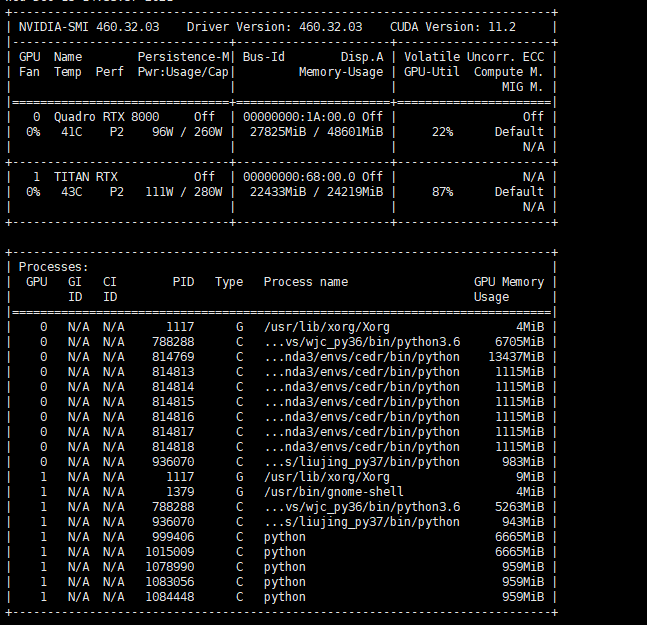 +-----------------------------------------------------------------------------+
| NVIDIA-SMI 460.32.03    Driver Version: 460.32.03    CUDA Version: 11.2     |
|-------------------------------+----------------------+----------------------+
| GPU  Name        Persistence-M| Bus-Id        Disp.A | Volatile Uncorr. ECC |
| Fan  Temp  Perf  Pwr:Usage/Cap|         Memory-Usage | GPU-Util  Compute M. |
|                               |                      |               MIG M. |
|===============================+======================+======================|
|   0  Quadro RTX 8000     Off  | 00000000:1A:00.0 Off |                  Off |
|  0%   41C    P2    96W / 260W |  27825MiB / 48601MiB |     22%      Default |
|                               |                      |                  N/A |
+-------------------------------+----------------------+----------------------+
|   1  TITAN RTX           Off  | 00000000:68:00.0 Off |                  N/A |
|  0%   43C    P2   111W / 280W |  22433MiB / 24219MiB |     87%      Default |
|                               |                      |                  N/A |
+-------------------------------+----------------------+----------------------+
+-----------------------------------------------------------------------------+
| Processes:                                                                  |
|  GPU   GI   CI        PID   Type   Process name                  GPU Memory |
|        ID   ID                                                   Usage      |
|=============================================================================|
|    0   N/A  N/A      1117      G   /usr/lib/xorg/Xorg                  4MiB |
|    0   N/A  N/A    788288      C   ...vs/wjc_py36/bin/python3.6     6705MiB |
|    0   N/A  N/A    814769      C   ...nda3/envs/cedr/bin/python    13437MiB |
|    0   N/A  N/A    814813      C   ...nda3/envs/cedr/bin/python     1115MiB |
|    0   N/A  N/A    814814      C   ...nda3/envs/cedr/bin/python     1115MiB |
|    0   N/A  N/A    814815      C   ...nda3/envs/cedr/bin/python     1115MiB |
|    0   N/A  N/A    814816      C   ...nda3/envs/cedr/bin/python     1115MiB |
|    0   N/A  N/A    814817      C   ...nda3/envs/cedr/bin/python     1115MiB |
|    0   N/A  N/A    814818      C   ...nda3/envs/cedr/bin/python     1115MiB |
|    0   N/A  N/A    936070      C   ...s/liujing_py37/bin/python      983MiB |
|    1   N/A  N/A      1117      G   /usr/lib/xorg/Xorg                  9MiB |
|    1   N/A  N/A      1379      G   /usr/bin/gnome-shell                4MiB |
|    1   N/A  N/A    788288      C   ...vs/wjc_py36/bin/python3.6     5263MiB |
|    1   N/A  N/A    936070      C   ...s/liujing_py37/bin/python      943MiB |
|    1   N/A  N/A    999406      C   python                           6665MiB |
|    1   N/A  N/A   1015009      C   python                           6665MiB |
|    1   N/A  N/A   1078990      C   python                            959MiB |
|    1   N/A  N/A   1083056      C   python                            959MiB |
|    1   N/A  N/A   1084448      C   python                            959MiB |
+-----------------------------------------------------------------------------+